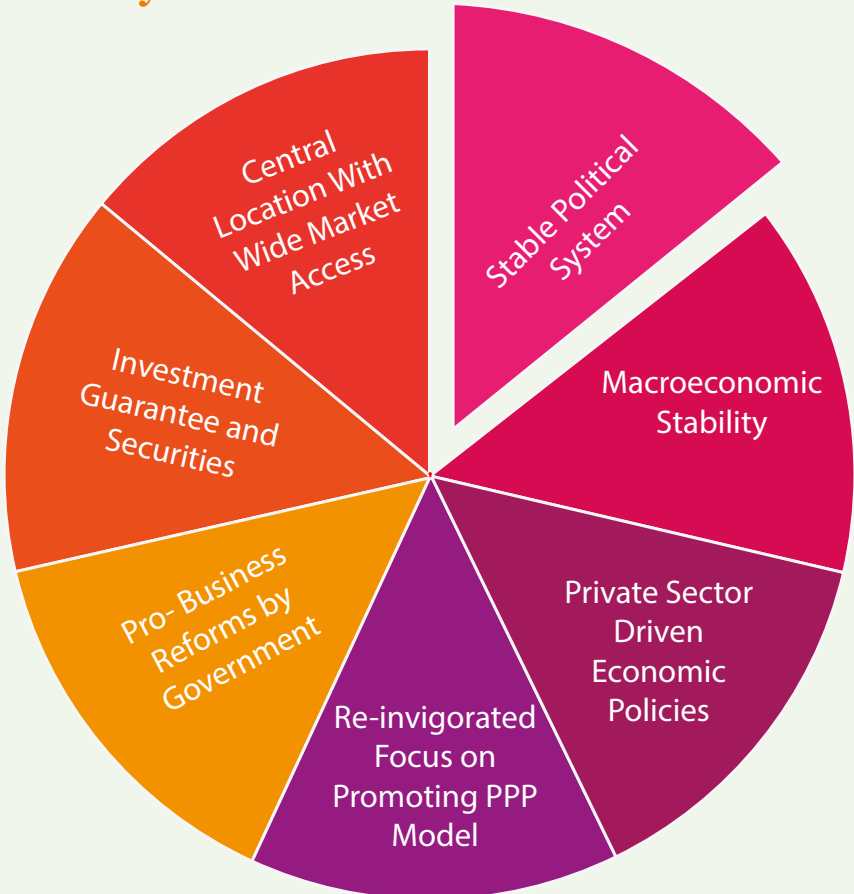 Stable Political
System
Macroeconomic
Stability
Private Sector
Driven
Economic
Policies
Re-invigorated
Focus on
Promoting PPP
Model
Pro- Business
Reforms by
Government
Investment
Guarantee and
Securities
Central
Location With
Wide Market
Access